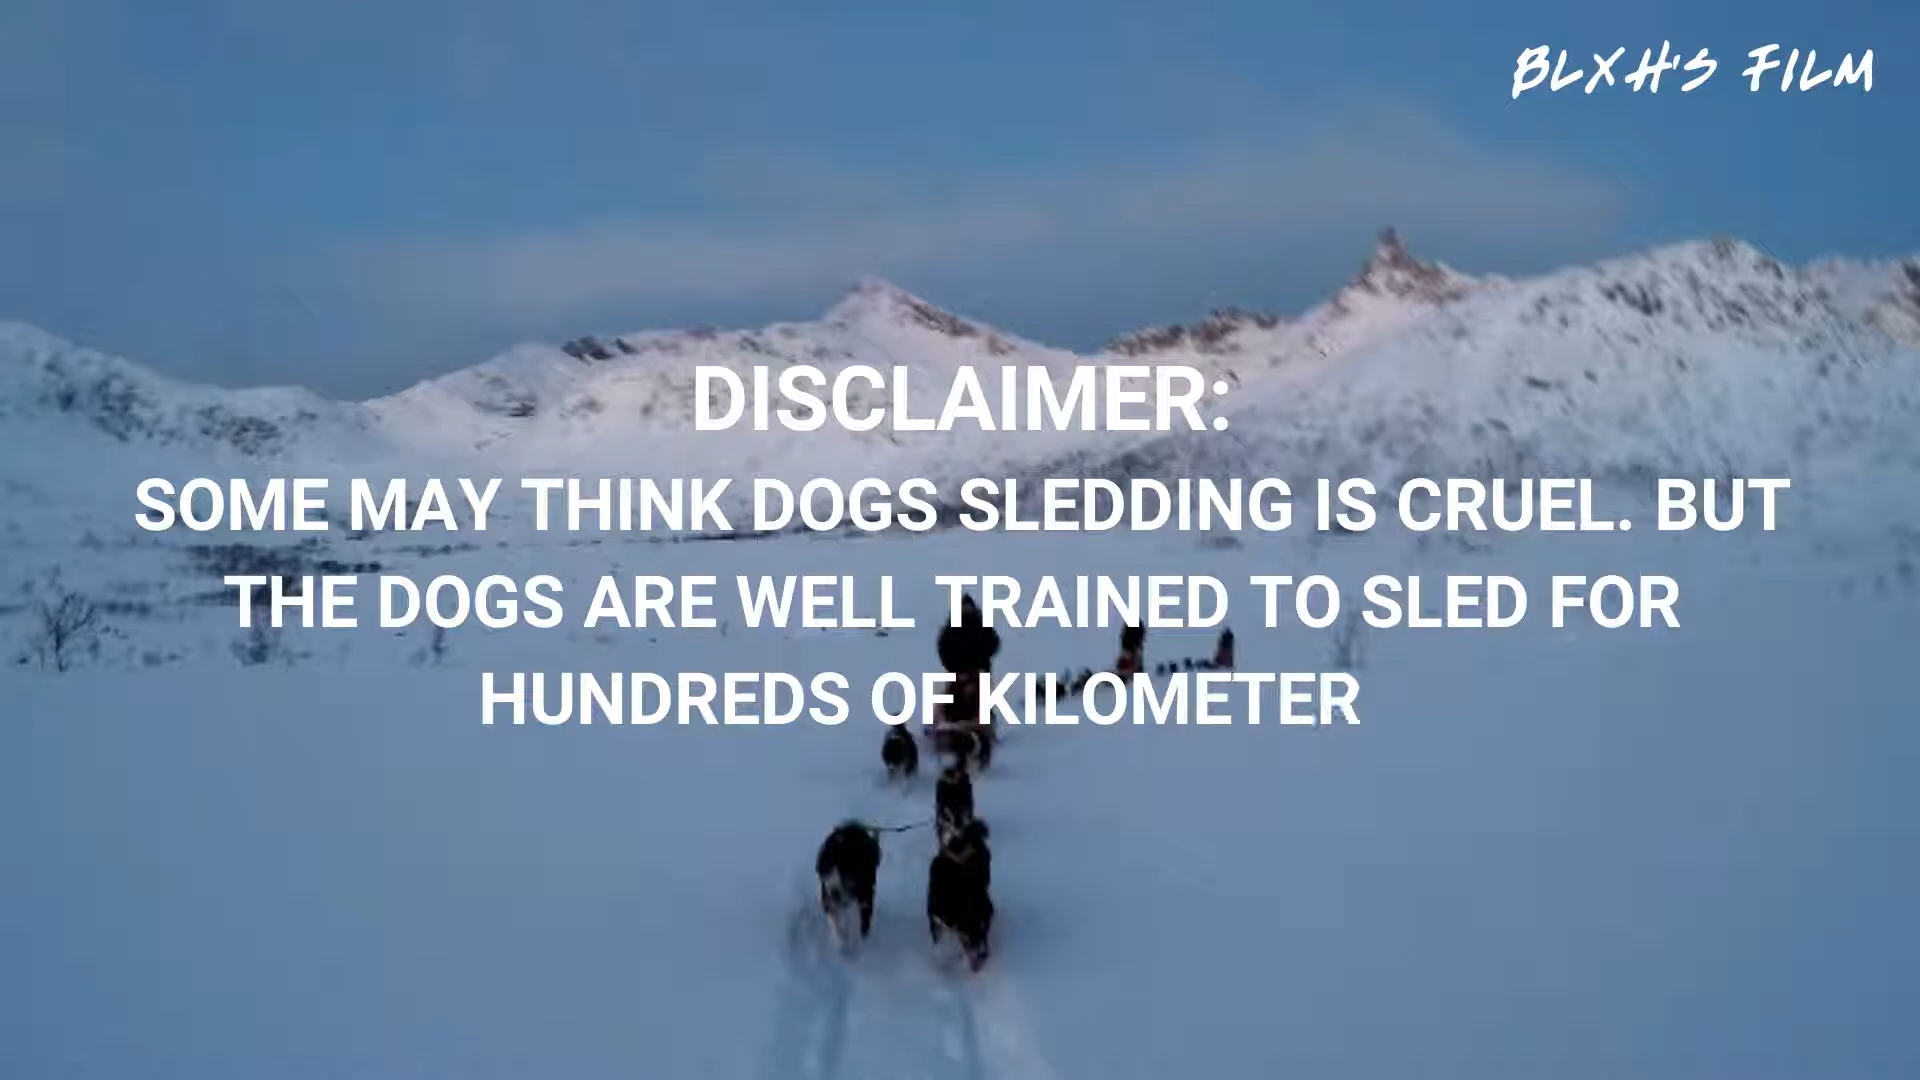 BLXH'S FILM
DISCLAIMER:
SOME MAY THINK DOGS SLEDDING IS CRUEL. BUT
THE DOGS ARE WELL TRAINED TO SLED FOR
HUNDREDS OF KILOMETER